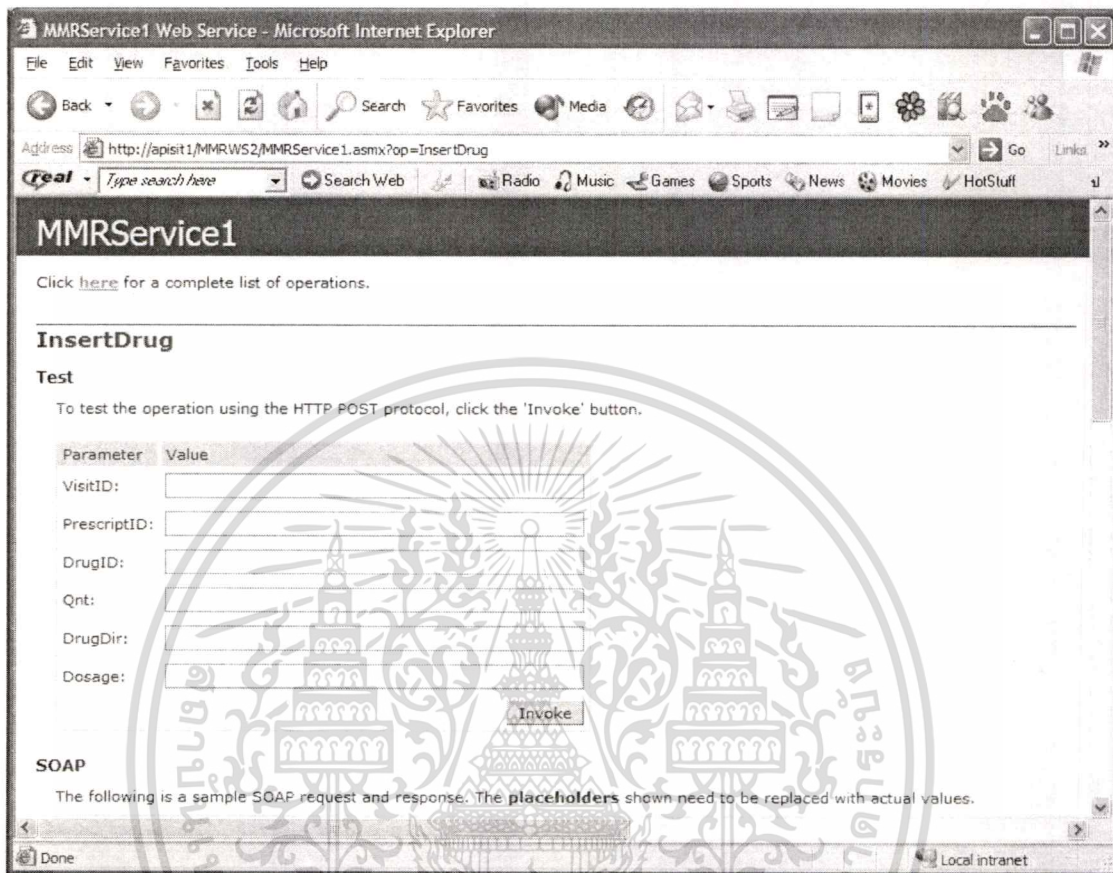 MMRService1 Web Service - Microsoft Internet Explorer
File Edit View Favorites Tools Help
Back Search Favorites Media
Address http://apisit1/MMRWS2/MMRService1.asmx?op=InsertDrug Go Links »
real Type search here Search Web Radio Music Games Sports News Movies HotStuff
MMRService1
Click here for a complete list of operations.
InsertDrug
Test
To test the operation using the HTTP POST protocol, click the 'Invoke' button.
Parameter Value
VisitID:
PrescriptID:
DrugID:
Qnt:
DrugDir:
Dosage:
Invoke
SOAP
The following is a sample SOAP request and response. The placeholders shown need to be replaced with actual values.
Done Local intranet